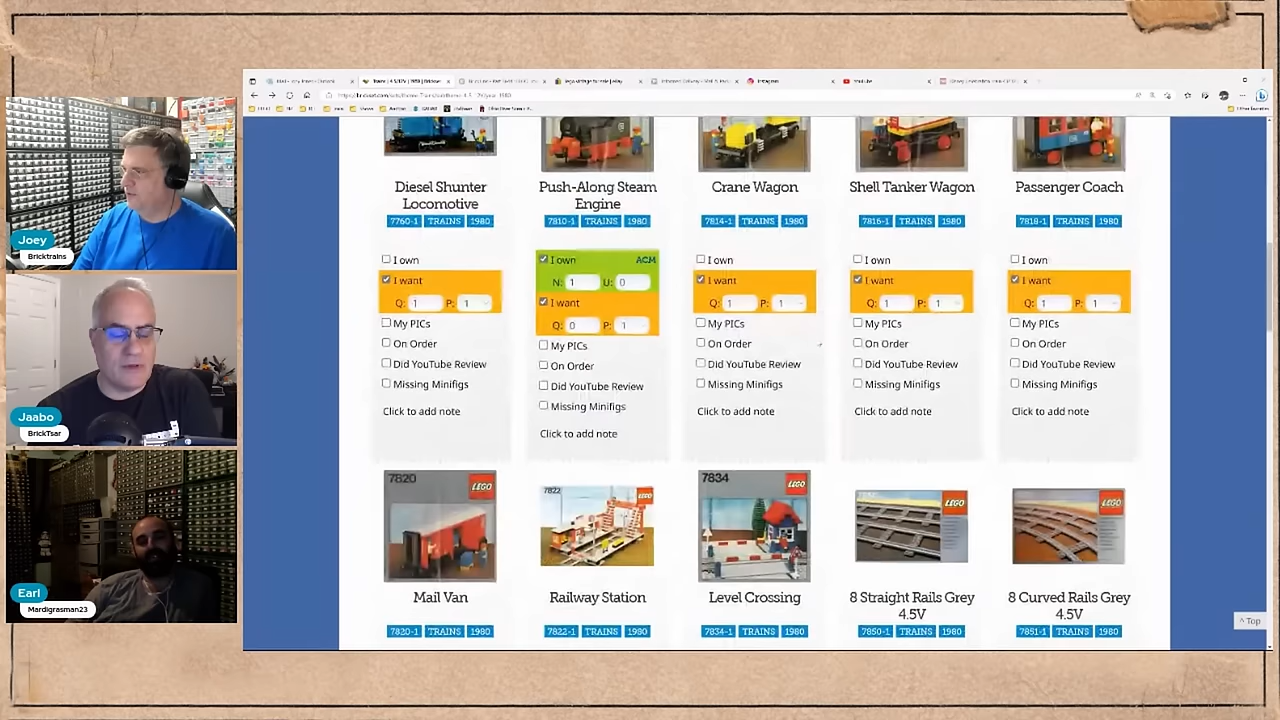 Joey
Bricktrains
Jaabo
BrickTsar
Earl
Mardigrasman23
Diesel Shunter
Locomotive
7760-1 TRAINS 1980
Push-Along Steam
Engine
7810-1 TRAINS 1980
Crane Wagon
7814-1 TRAINS 1980
Shell Tanker Wagon
7816-1 TRAINS 1980
Passenger Coach
7818-1 TRAINS 1980
I own
I want
Q: 1 P: 1
My PICs
On Order
Did YouTube Review
Missing Minifigs
Click to add note
I own ACM
N: 1 U: 0
I want
Q: 0 P: 1
My PICs
On Order
Did YouTube Review
Missing Minifigs
Click to add note
I own
I want
Q: 1 P: 1
My PICs
On Order
Did YouTube Review
Missing Minifigs
Click to add note
I own
I want
Q: 1 P: 1
My PICs
On Order
Did YouTube Review
Missing Minifigs
Click to add note
I own
I want
Q: 1 P: 1
My PICs
On Order
Did YouTube Review
Missing Minifigs
Click to add note
7820 LEGO
Mail Van
7820-1 TRAINS 1980
7822 LEGO
Railway Station
7822-1 TRAINS 1980
7834 LEGO
Level Crossing
7834-1 TRAINS 1980
LEGO
8 Straight Rails Grey
4.5V
7850-1 TRAINS 1980
LEGO
8 Curved Rails Grey
4.5V
7851-1 TRAINS 1980
^ Top